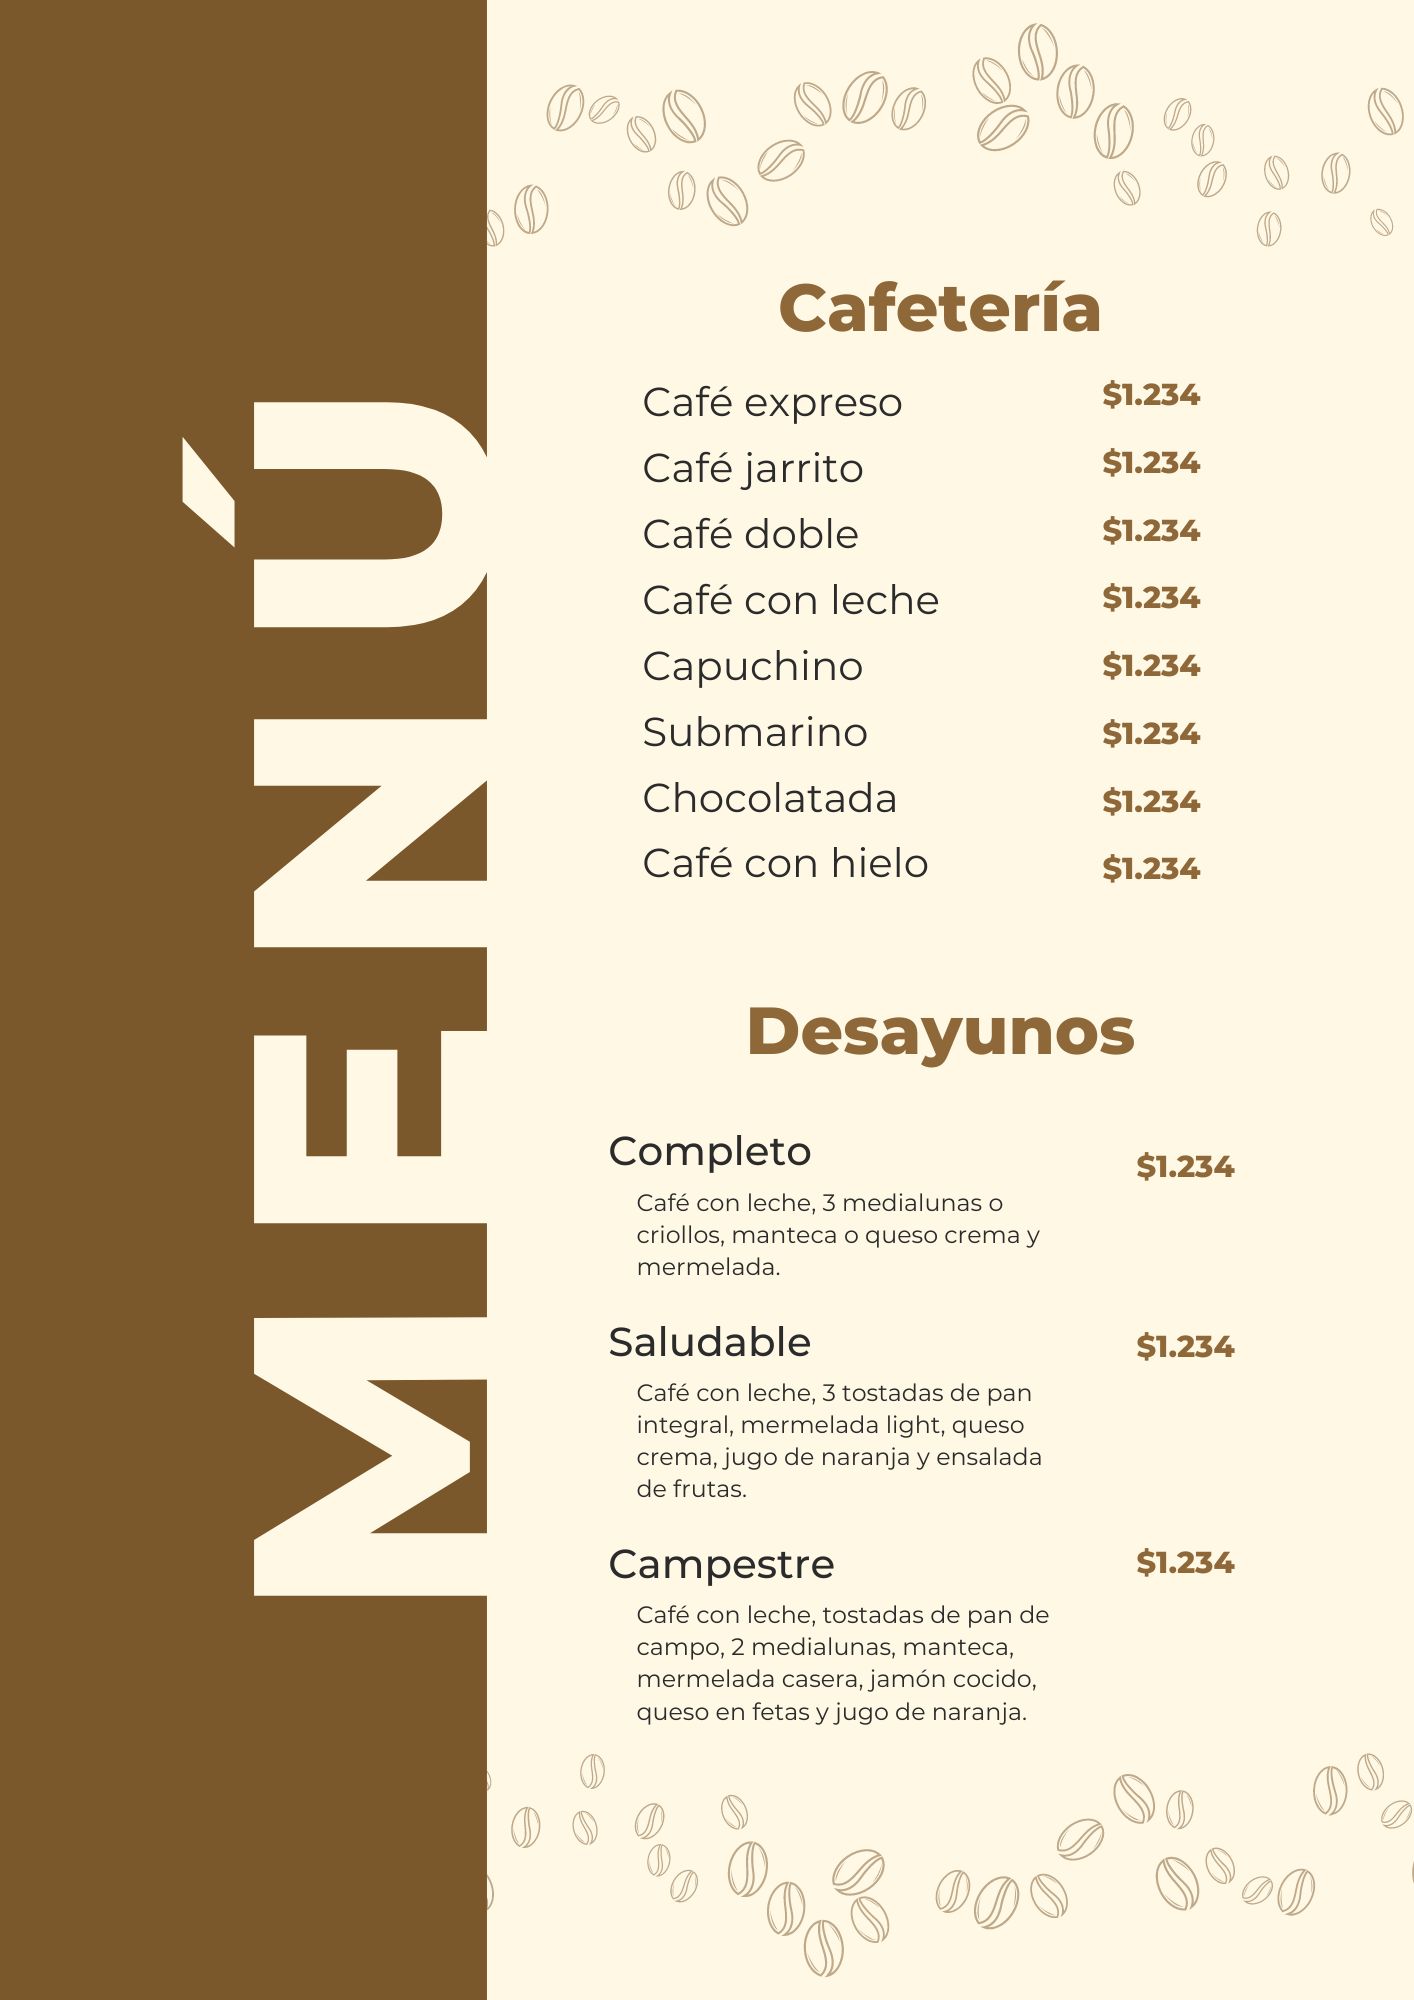 MENÚ
Cafetería
Café expreso $1.234
Café jarrito $1.234
Café doble $1.234
Café con leche $1.234
Capuchino $1.234
Submarino $1.234
Chocolatada $1.234
Café con hielo $1.234
Desayunos
Completo $1.234
Café con leche, 3 medialunas o
criollos, manteca o queso crema y
mermelada.
Saludable $1.234
Café con leche, 3 tostadas de pan
integral, mermelada light, queso
crema, jugo de naranja y ensalada
de frutas.
Campestre $1.234
Café con leche, tostadas de pan de
campo, 2 medialunas, manteca,
mermelada casera, jamón cocido,
queso en fetas y jugo de naranja.